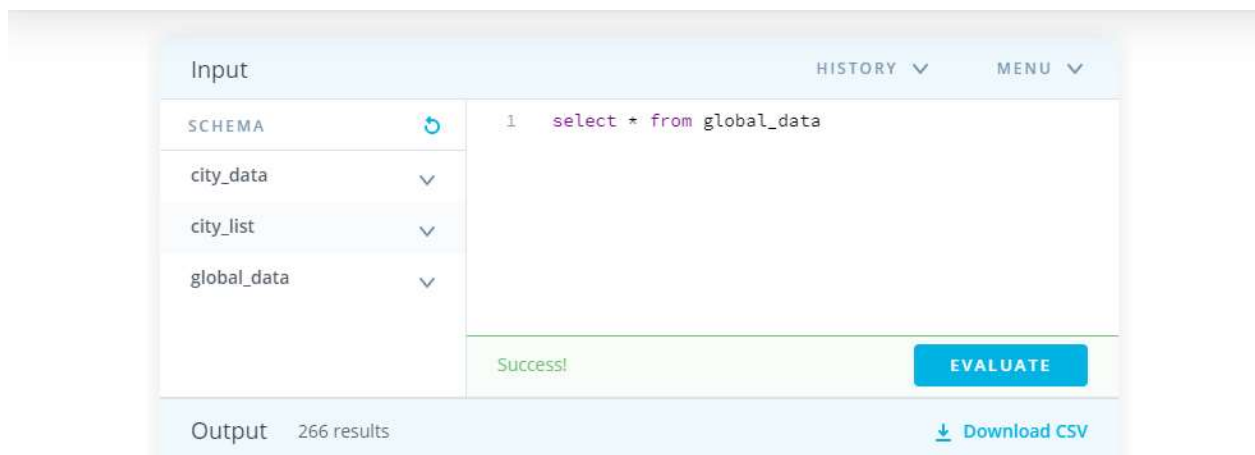 Input HISTORY MENU
SCHEMA
1 select * from global_data
city_data
city_list
global_data
Success! EVALUATE
Output 266 results Download CSV